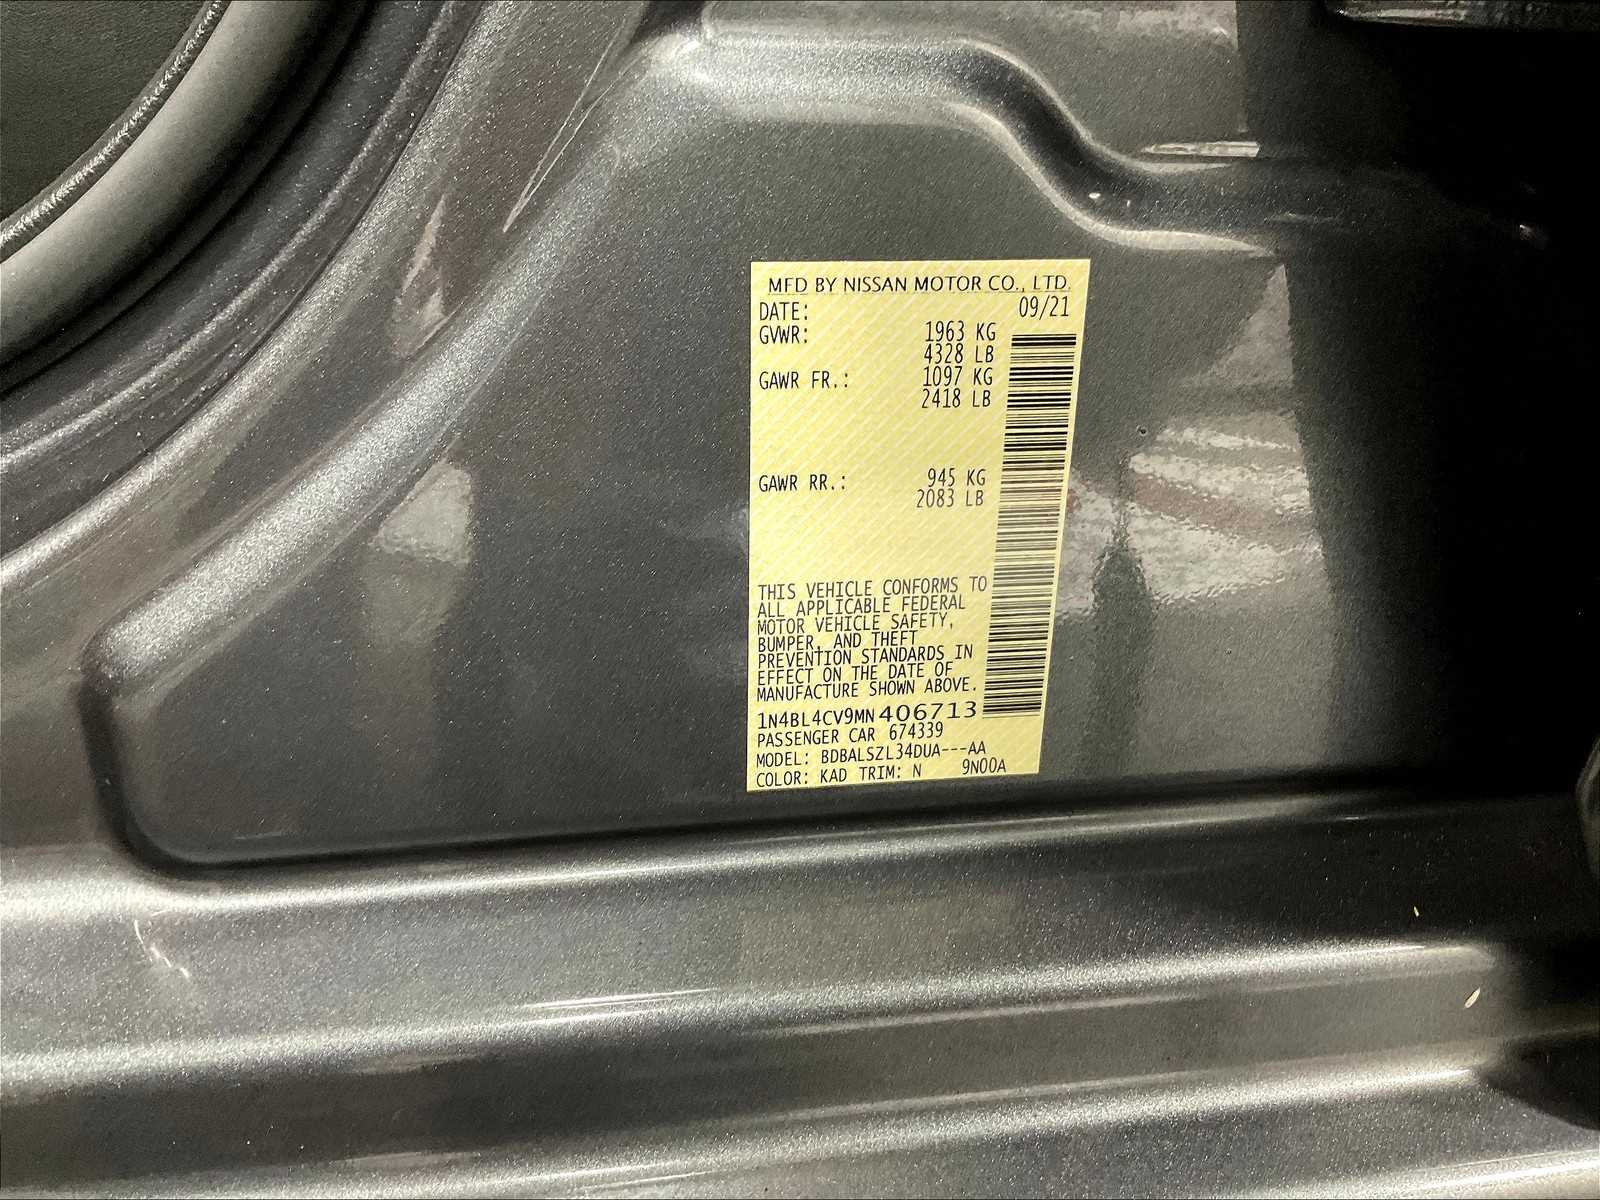 MFD BY NISSAN MOTOR CO., LTD.
DATE: 09/21
GVWR: 1963 KG
4328 LB
GAWR FR.: 1097 KG
2418 LB
GAWR RR.: 945 KG
2083 LB
THIS VEHICLE CONFORMS TO
ALL APPLICABLE FEDERAL
MOTOR VEHICLE SAFETY,
BUMPER, AND THEFT
PREVENTION STANDARDS IN
EFFECT ON THE DATE OF
MANUFACTURE SHOWN ABOVE.
1N4BL4CV9MN406713
PASSENGER CAR 674339
MODEL: BDBALSZL34DUA---AA
COLOR: KAD TRIM: N 9N00A